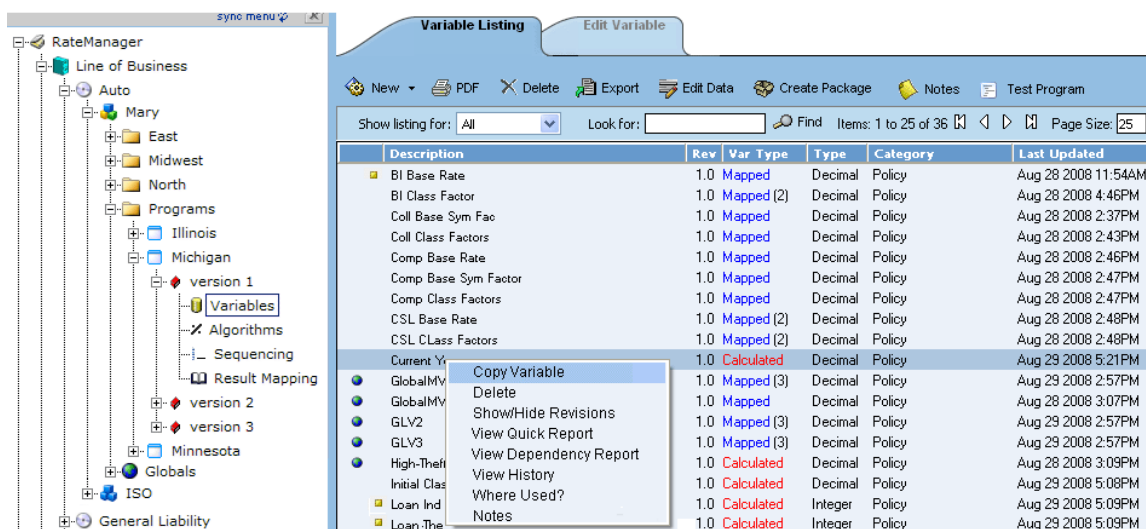 sync menu
RateManager
Line of Business
Auto
Mary
East
Midwest
North
Programs
Illinois
Michigan
version 1
Variables
Algorithms
Sequencing
Result Mapping
version 2
version 3
Minnesota
Globals
ISO
General Liability
Variable Listing Edit Variable
New PDF Delete Export Edit Data Create Package Notes Test Program
Show listing for: All Look for: Find Items: 1 to 25 of 36 Page Size: 25
Description Rev Var Type Type Category Last Updated
BI Base Rate 1.0 Mapped Decimal Policy Aug 28 2008 11:54AM
BI Class Factor 1.0 Mapped (2) Decimal Policy Aug 28 2008 4:46PM
Coll Base Sym Fac 1.0 Mapped Decimal Policy Aug 28 2008 2:37PM
Coll Class Factors 1.0 Mapped Decimal Policy Aug 28 2008 2:43PM
Comp Base Rate 1.0 Mapped Decimal Policy Aug 28 2008 2:46PM
Comp Base Sym Factor 1.0 Mapped Decimal Policy Aug 28 2008 2:47PM
Comp Class Factors 1.0 Mapped Decimal Policy Aug 28 2008 2:47PM
CSL Base Rate 1.0 Mapped (2) Decimal Policy Aug 28 2008 2:48PM
CSL CLass Factors 1.0 Mapped (2) Decimal Policy Aug 28 2008 2:48PM
Current 1.0 Calculated Decimal Policy Aug 29 2008 5:21PM
GlobalMV 1.0 Mapped (3) Decimal Policy Aug 29 2008 2:57PM
GlobalMV 1.0 Mapped Decimal Policy Aug 28 2008 3:07PM
GLV2 1.0 Mapped (3) Decimal Policy Aug 29 2008 2:57PM
GLV3 1.0 Mapped (3) Decimal Policy Aug 29 2008 2:57PM
High-Thef 1.0 Calculated Decimal Policy Aug 28 2008 3:09PM
Initial Clas 1.0 Calculated Decimal Policy Aug 29 2008 5:08PM
Loan Ind 1.0 Calculated Integer Policy Aug 29 2008 5:09PM
Loan-The 1.0 Calculated Integer Policy Aug 29 2008 5:09PM
Copy Variable
Delete
Show/Hide Revisions
View Quick Report
View Dependency Report
View History
Where Used?
Notes